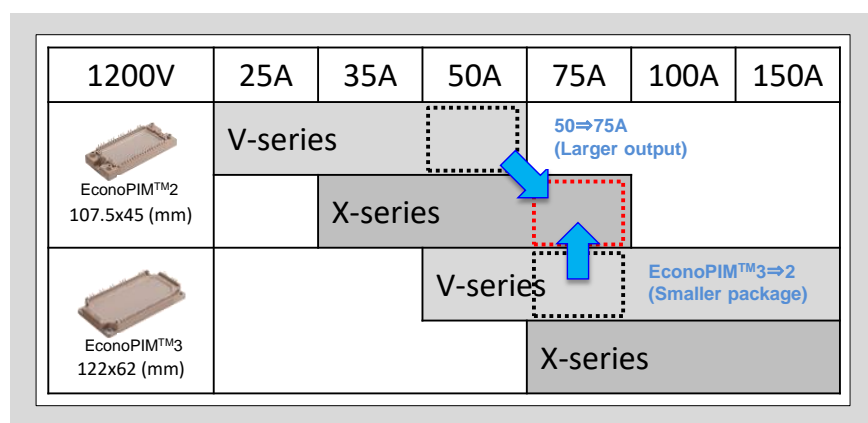 1200V 25A 35A 50A 75A 100A 150A
V-series
50⇒75A
(Larger output)
EconoPIM™2
107.5x45 (mm)
X-series
V-series
EconoPIM™3⇒2
(Smaller package)
EconoPIM™3
122x62 (mm)
X-series